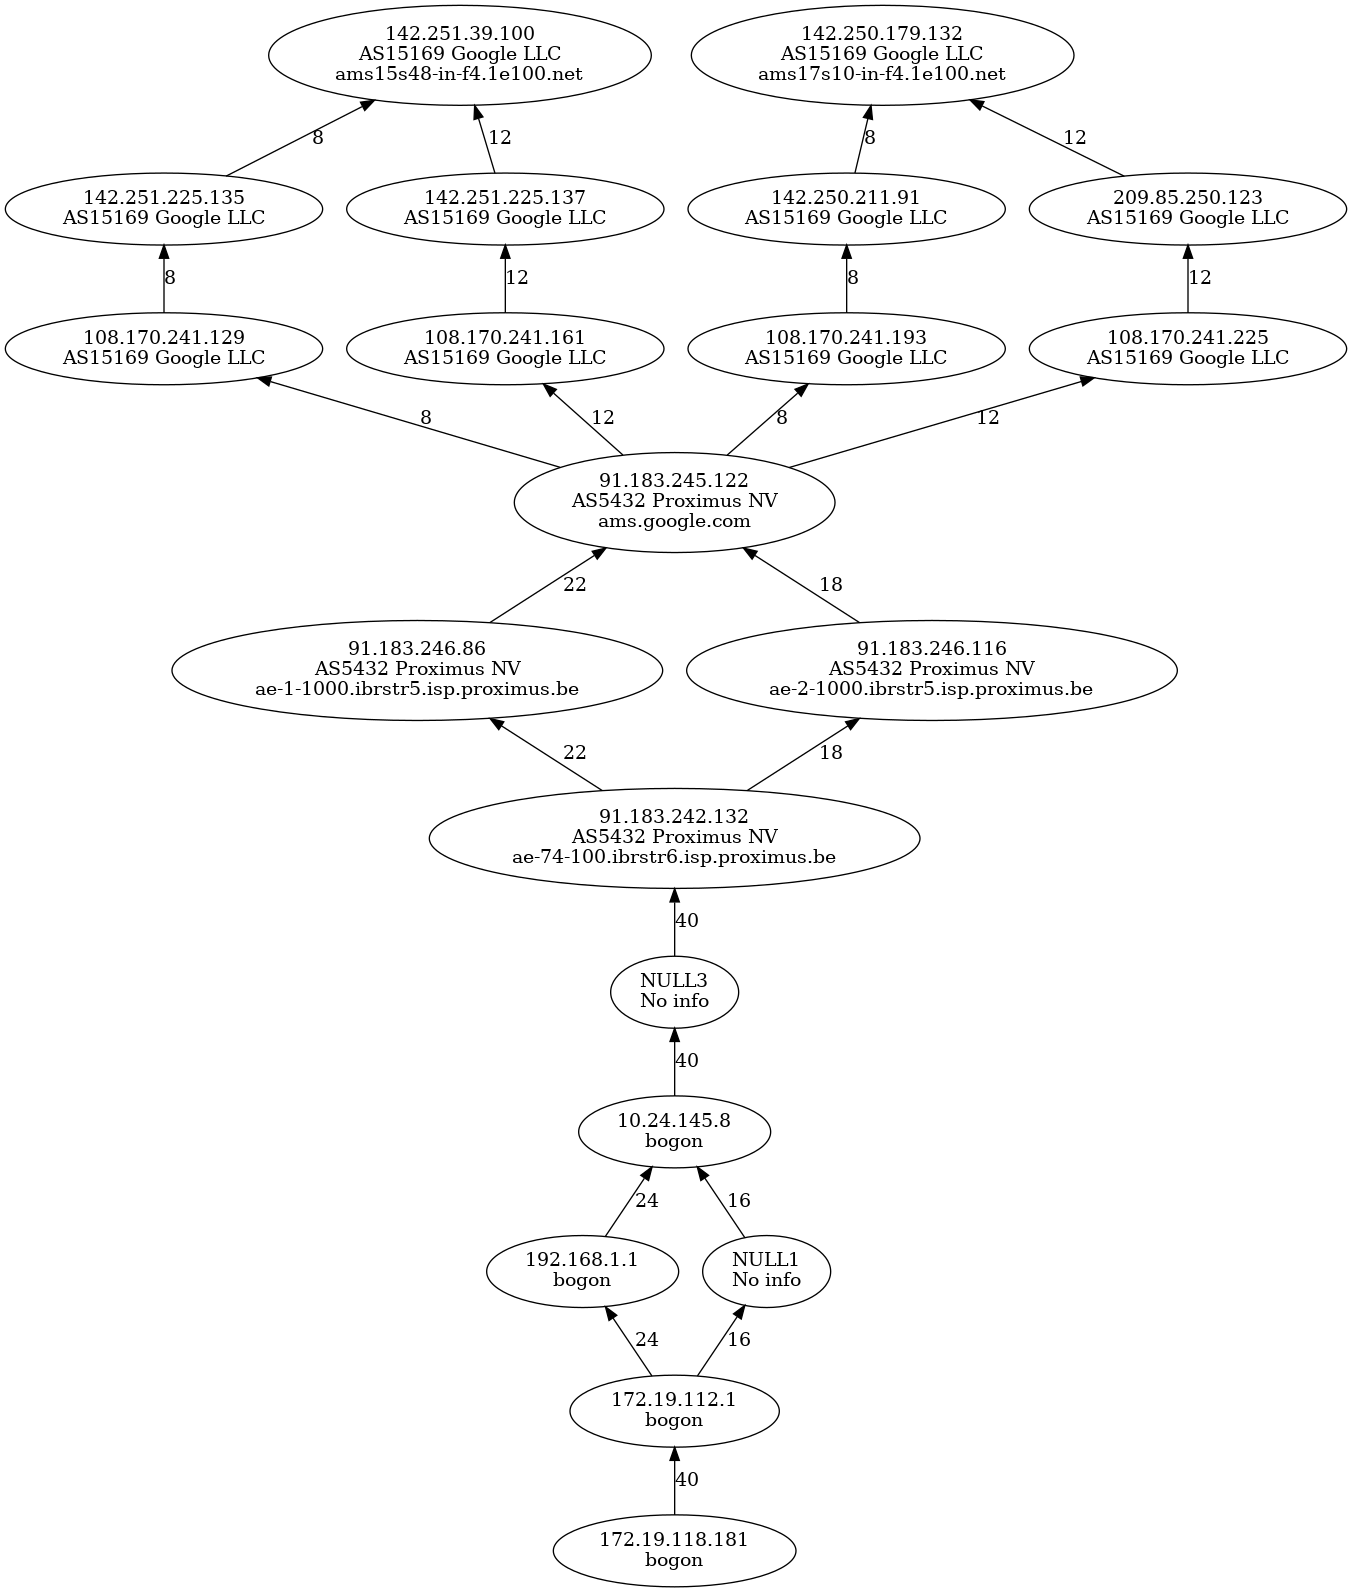 142.251.39.100
AS15169 Google LLC
ams15s48-in-f4.1e100.net
142.250.179.132
AS15169 Google LLC
ams17s10-in-f4.1e100.net
8
12
8
12
142.251.225.135
AS15169 Google LLC
142.251.225.137
AS15169 Google LLC
142.250.211.91
AS15169 Google LLC
209.85.250.123
AS15169 Google LLC
8
12
8
12
108.170.241.129
AS15169 Google LLC
108.170.241.161
AS15169 Google LLC
108.170.241.193
AS15169 Google LLC
108.170.241.225
AS15169 Google LLC
8
12
8
12
91.183.245.122
AS5432 Proximus NV
ams.google.com
22
18
91.183.246.86
AS5432 Proximus NV
ae-1-1000.ibrstr5.isp.proximus.be
91.183.246.116
AS5432 Proximus NV
ae-2-1000.ibrstr5.isp.proximus.be
22
18
91.183.242.132
AS5432 Proximus NV
ae-74-100.ibrstr6.isp.proximus.be
40
NULL3
No info
40
10.24.145.8
bogon
24
16
192.168.1.1
bogon
NULL1
No info
24
16
172.19.112.1
bogon
40
172.19.118.181
bogon